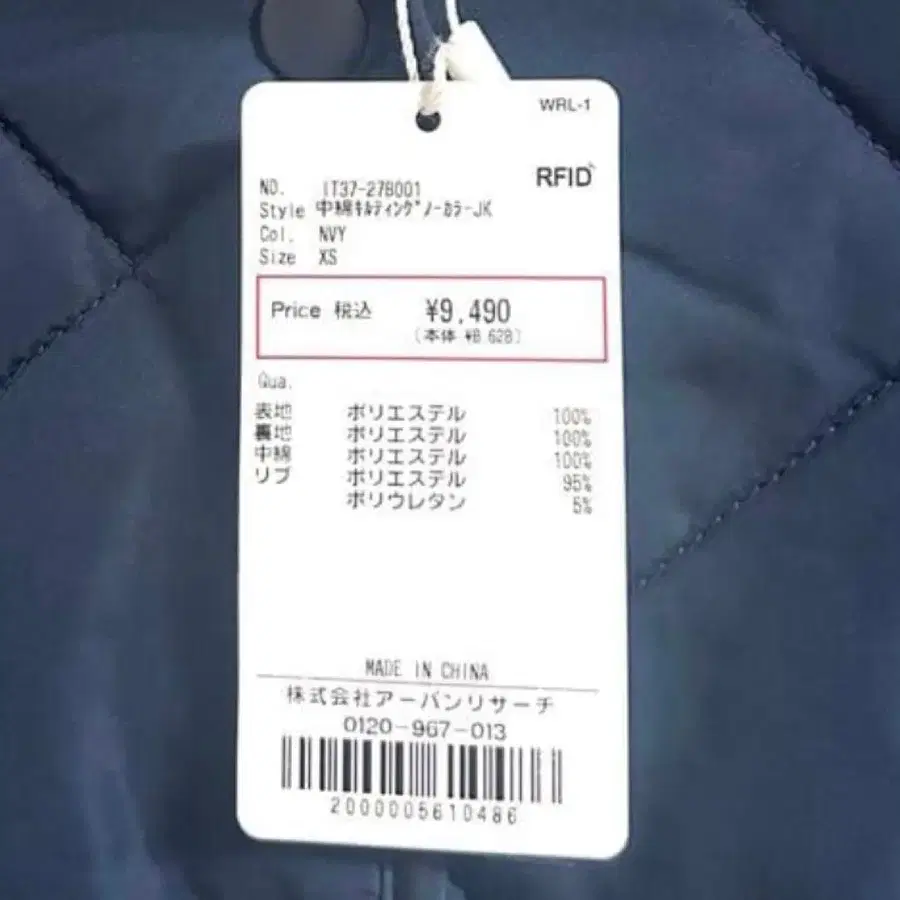 WRL-1
RFID
NO. IT37-27B001
Style 中綿ｷﾙﾃｨﾝｸﾞﾉｰｶﾗｰJK
Col. NVY
Size XS
Price 税込 ¥9,490
(本体 ¥8,628)
Qua.
表地 ポリエステル 100%
裏地 ポリエステル 100%
中綿 ポリエステル 100%
リブ ポリエステル 95%
ポリウレタン 5%
MADE IN CHINA
株式会社アーバンリサーチ
0120-967-013
2000005610486